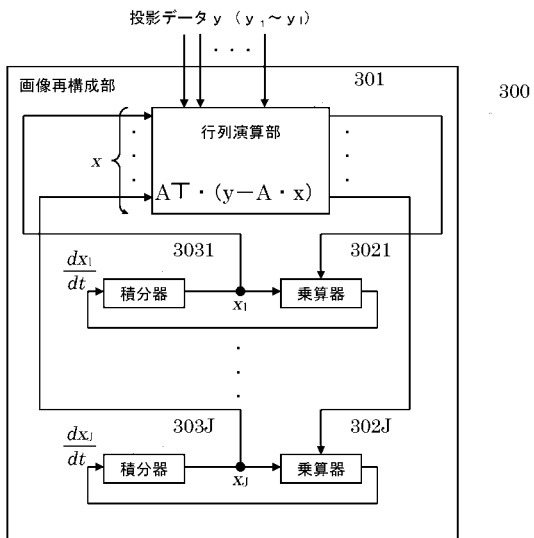 投影データ y (y₁～yI)
・・・
画像再構成部
301
300
行列演算部
x
A⊤・(y－A・x)
3031
3021
dx₁/dt
積分器
x₁
乗算器
303J
302J
dxJ/dt
積分器
xJ
乗算器